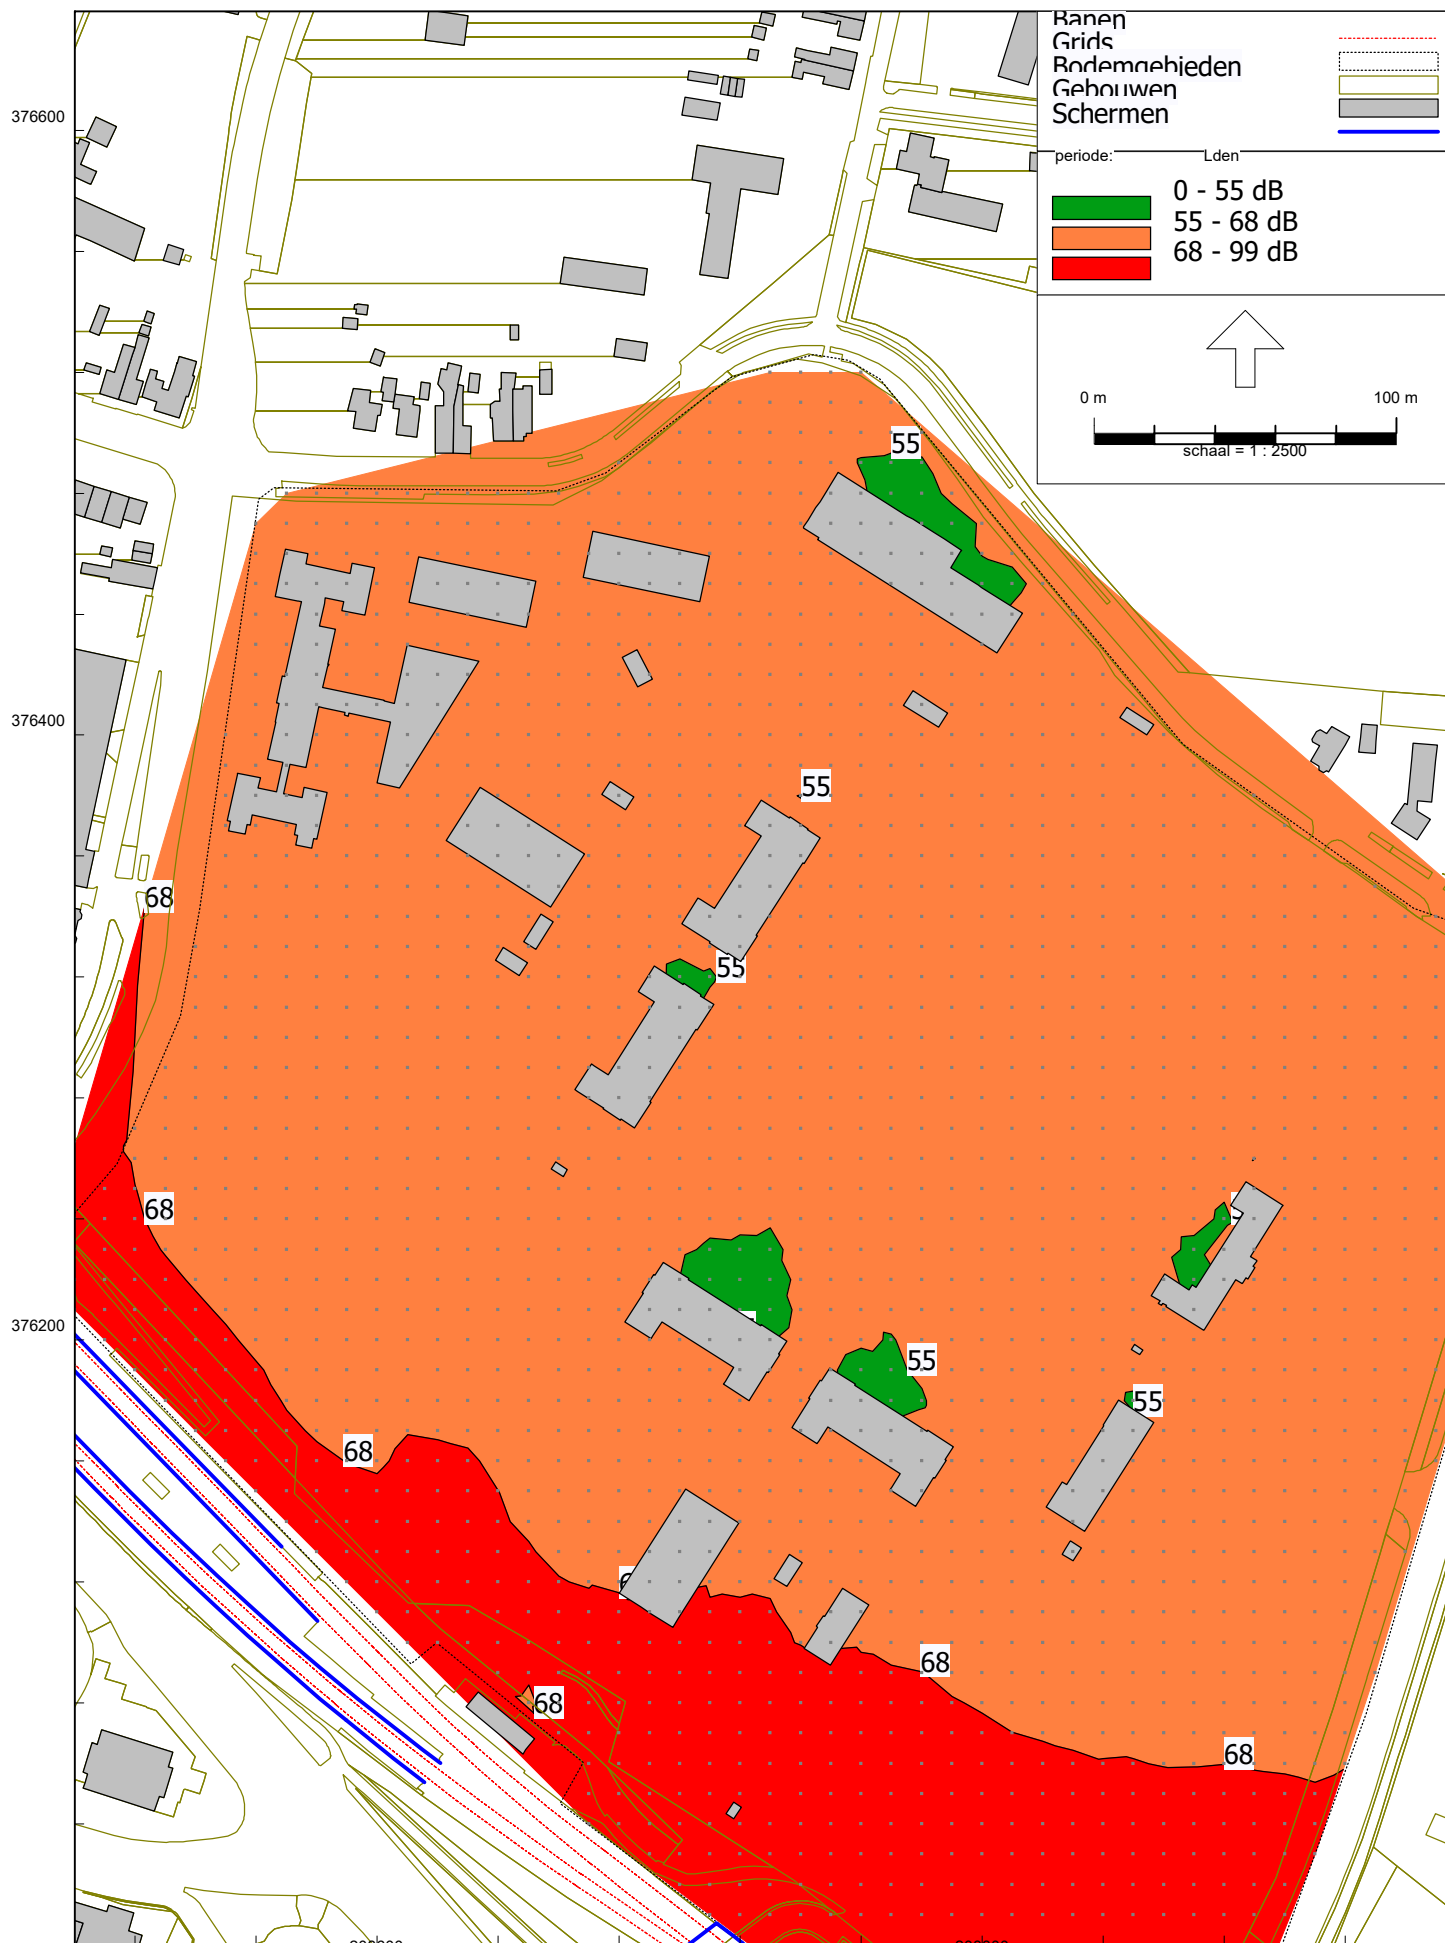 Banen
Grids
Bodemgebieden
Gebouwen
Schermen
periode: Lden
0 - 55 dB
55 - 68 dB
68 - 99 dB
0 m 100 m
schaal = 1 : 2500
376600
55
376400
55
68
55
68
376200
55
55
68
68
68
68